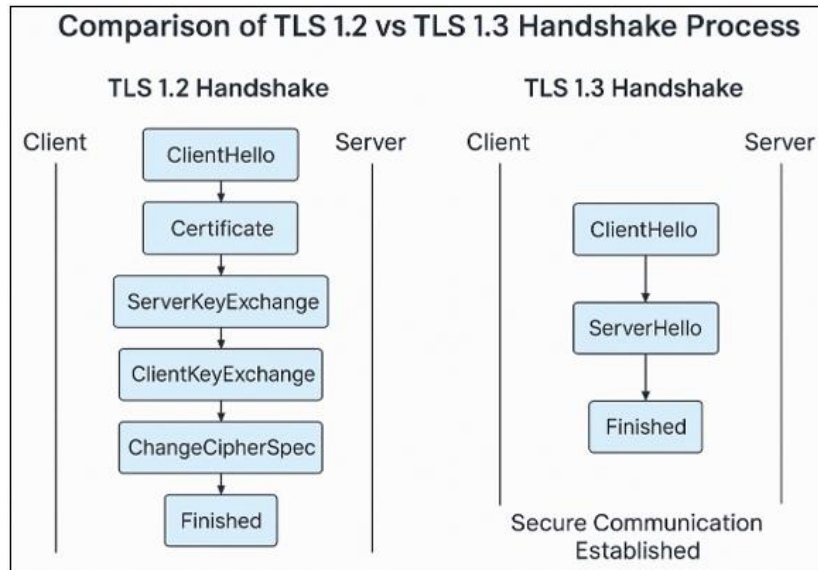 Comparison of TLS 1.2 vs TLS 1.3 Handshake Process
TLS 1.2 Handshake
Client
Server
ClientHello
Certificate
ServerKeyExchange
ClientKeyExchange
ChangeCipherSpec
Finished
TLS 1.3 Handshake
Client
Server
ClientHello
ServerHello
Finished
Secure Communication
Established